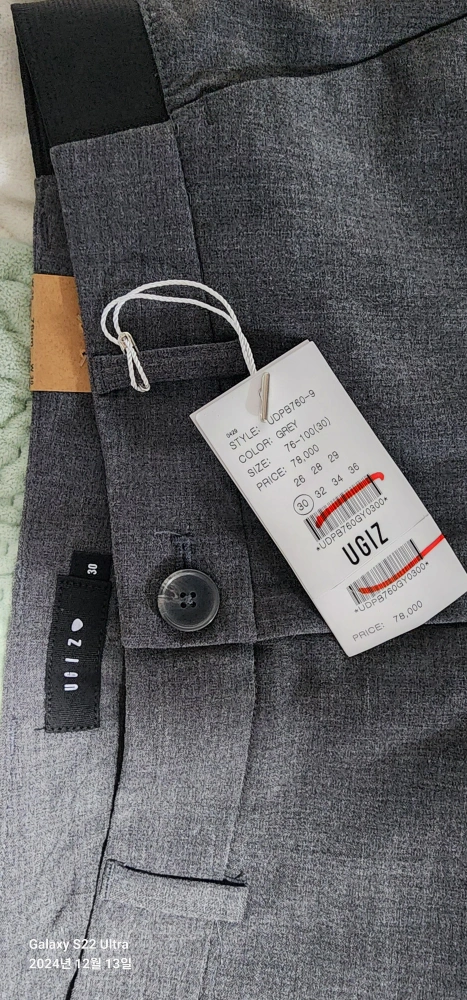 0429
STYLE: UDPB760-9
COLOR: GREY
SIZE: 76-100(30)
PRICE: 78,000
26 28 29
30 32 34 36
*UDPB760GY0300*
UGIZ
*UDPB760GY0300*
PRICE: 78,000
30
UGIZ
Galaxy S22 Ultra
2024년 12월 13일